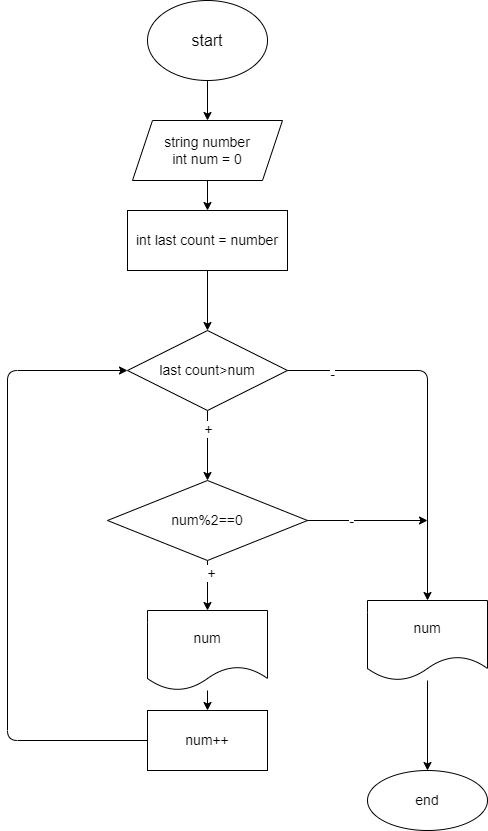 start
string number
int num = 0
int last count = number
last count>num
-
+
num%2==0
-
+
num
num
num++
end